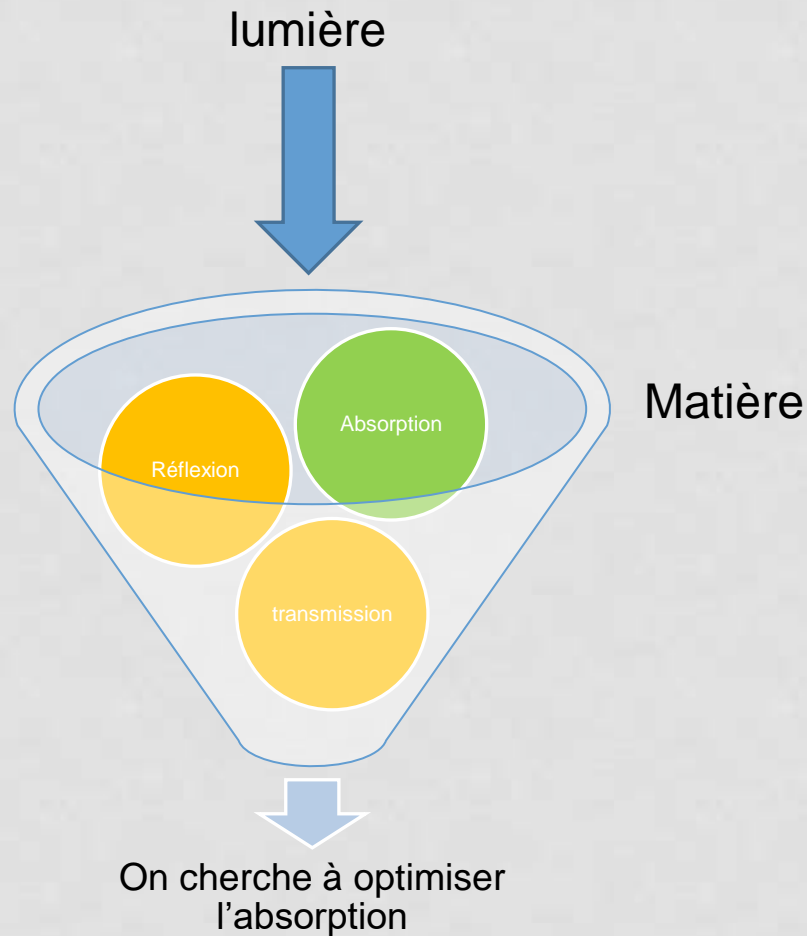 lumière
Matière
Absorption
Réflexion
transmission
On cherche à optimiser
l’absorption